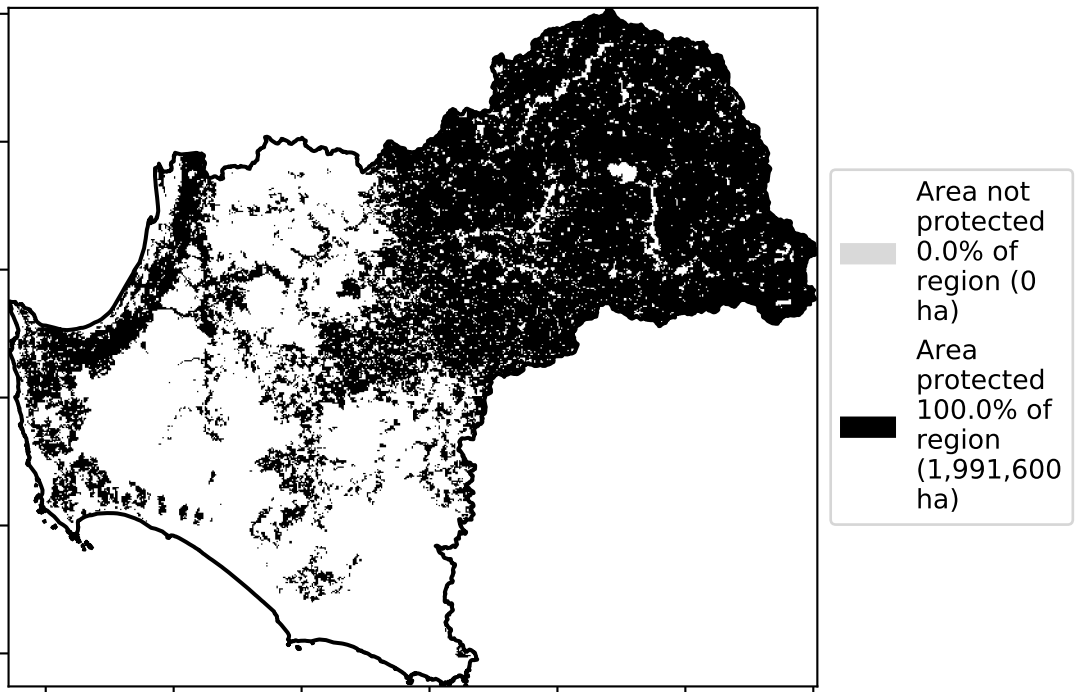 Area not
protected
0.0% of
region (0
ha)
Area
protected
100.0% of
region
(1,991,600
ha)